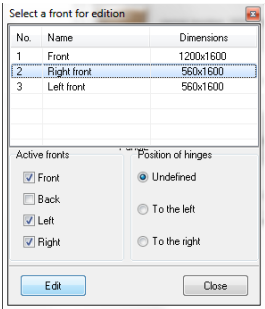 Select a front for edition
No. Name Dimensions
1 Front 1200x1600
2 Right front 560x1600
3 Left front 560x1600
Active fronts
Position of hinges
Front
Undefined
Back
To the left
Left
Right
To the right
Edit
Close